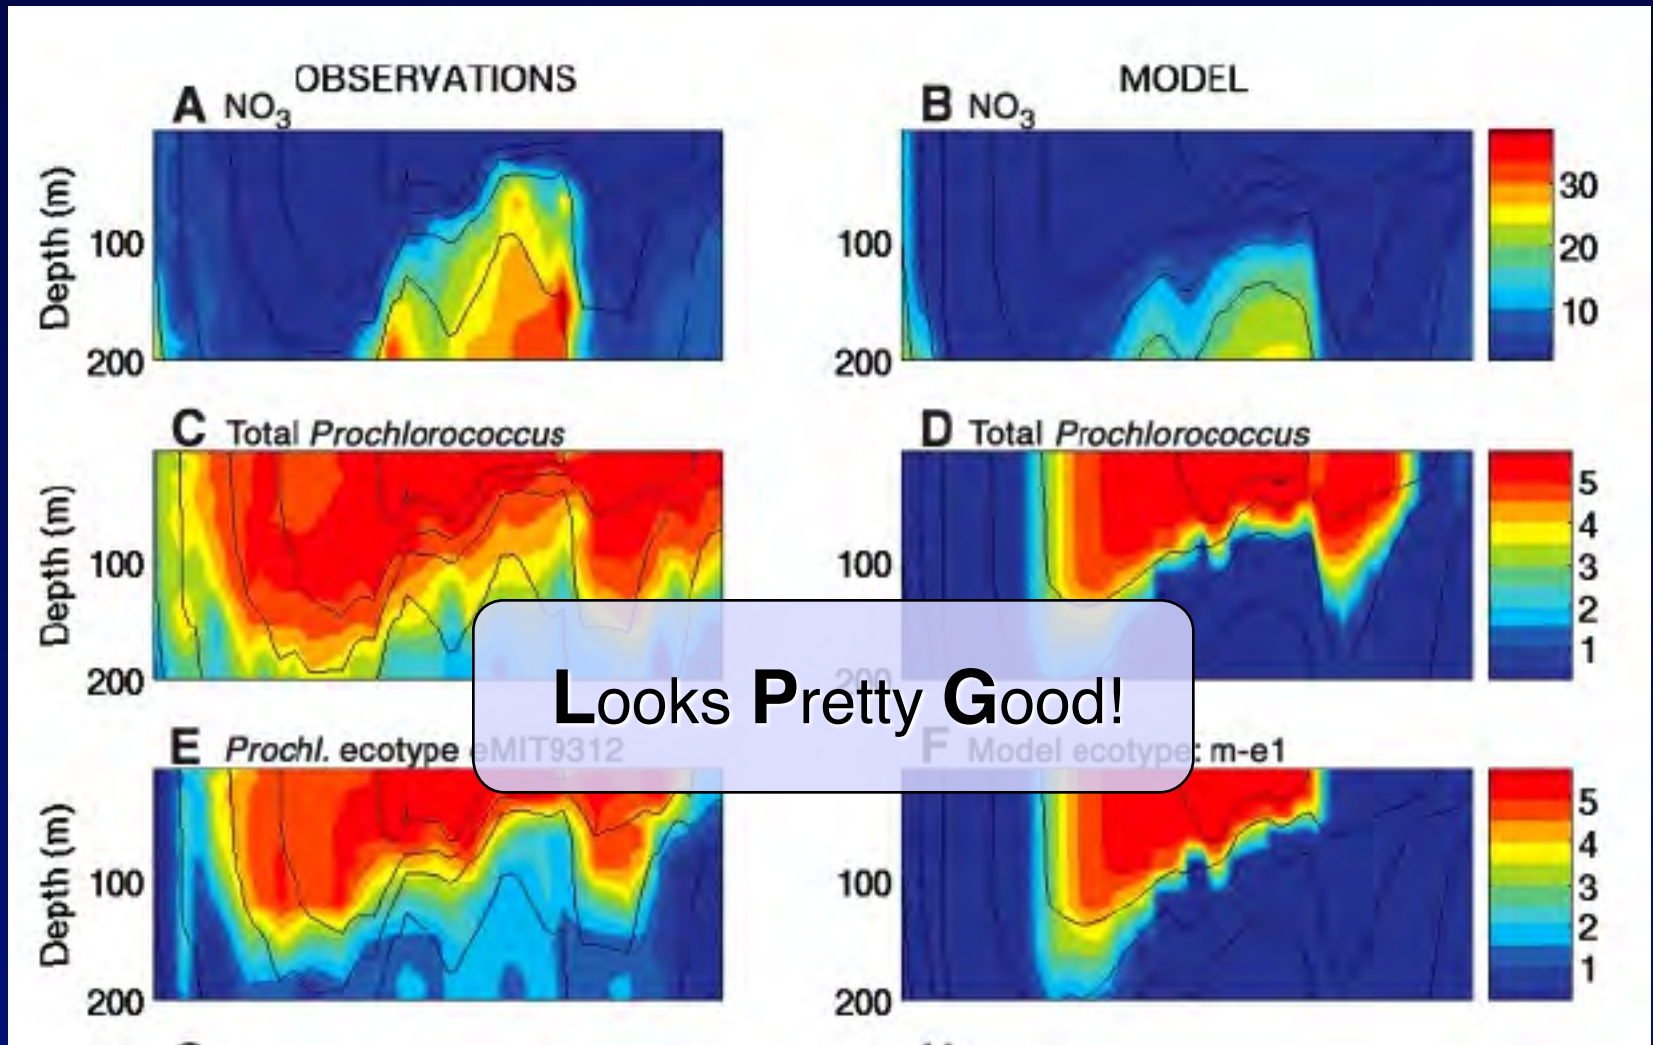 OBSERVATIONS
MODEL
A NO3
B NO3
Depth (m)
100
200
100
200
30
20
10
C Total Prochlorococcus
D Total Prochlorococcus
Depth (m)
100
200
100
200
5
4
3
2
1
Looks Pretty Good!
E Prochl. ecotype eMIT9312
F Model ecotype: m-e1
Depth (m)
100
200
100
200
5
4
3
2
1